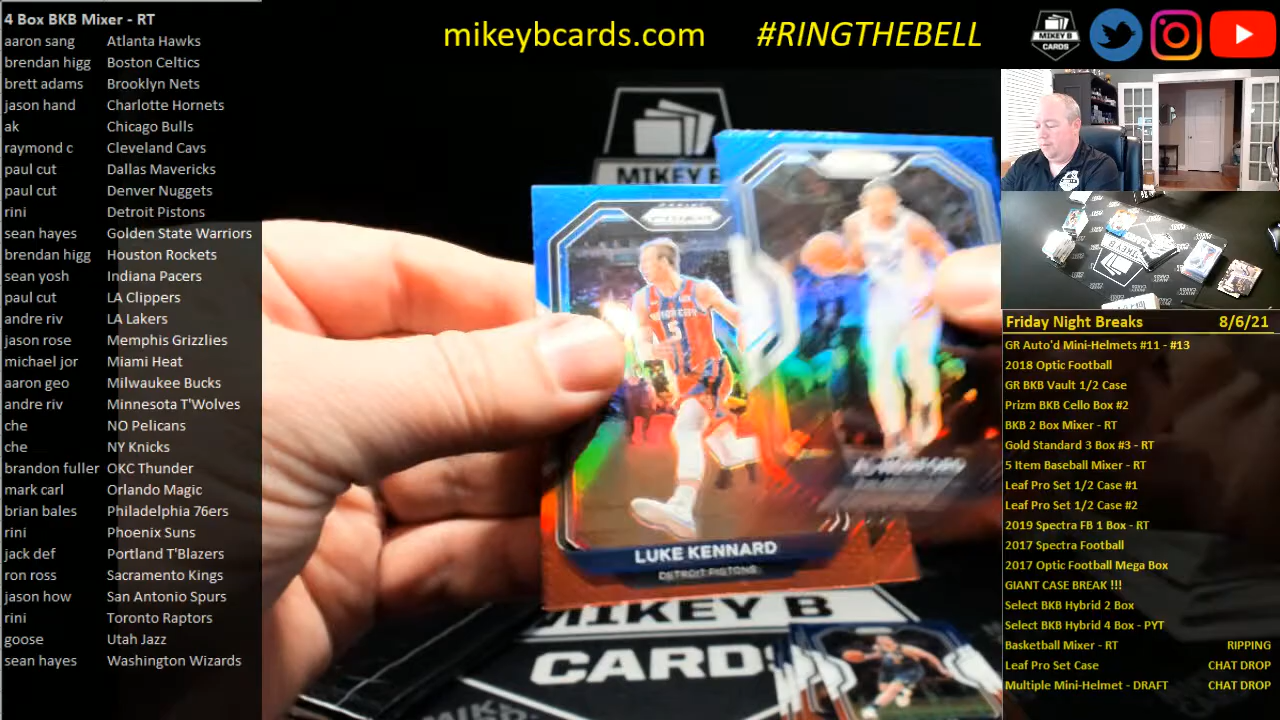 4 Box BKB Mixer - RT
aaron sang Atlanta Hawks
brendan higg Boston Celtics
brett adams Brooklyn Nets
jason hand Charlotte Hornets
ak Chicago Bulls
raymond c Cleveland Cavs
paul cut Dallas Mavericks
paul cut Denver Nuggets
rini Detroit Pistons
sean hayes Golden State Warriors
brendan higg Houston Rockets
sean yosh Indiana Pacers
paul cut LA Clippers
andre riv LA Lakers
jason rose Memphis Grizzlies
michael jor Miami Heat
aaron geo Milwaukee Bucks
andre riv Minnesota T'Wolves
che NO Pelicans
che NY Knicks
brandon fuller OKC Thunder
mark carl Orlando Magic
brian bales Philadelphia 76ers
rini Phoenix Suns
jack def Portland T'Blazers
ron ross Sacramento Kings
jason how San Antonio Spurs
rini Toronto Raptors
goose Utah Jazz
sean hayes Washington Wizards
mikeybcards.com #RINGTHEBELL
MIKEY B
CARDS
MIKEY B
PRIZM
5
LUKE KENNARD
DETROIT PISTONS
MIKEY B
CARDS
MIKEY B
Friday Night Breaks 8/6/21
GR Auto'd Mini-Helmets #11 - #13
2018 Optic Football
GR BKB Vault 1/2 Case
Prizm BKB Cello Box #2
BKB 2 Box Mixer - RT
Gold Standard 3 Box #3 - RT
5 Item Baseball Mixer - RT
Leaf Pro Set 1/2 Case #1
Leaf Pro Set 1/2 Case #2
2019 Spectra FB 1 Box - RT
2017 Spectra Football
2017 Optic Football Mega Box
GIANT CASE BREAK !!!
Select BKB Hybrid 2 Box
Select BKB Hybrid 4 Box - PYT
Basketball Mixer - RT RIPPING
Leaf Pro Set Case CHAT DROP
Multiple Mini-Helmet - DRAFT CHAT DROP